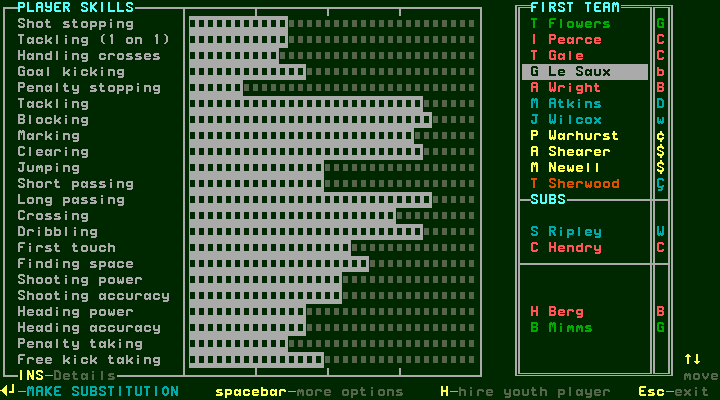 PLAYER SKILLS
Shot stopping
Tackling (1 on 1)
Handling crosses
Goal kicking
Penalty stopping
Tackling
Blocking
Marking
Clearing
Jumping
Short passing
Long passing
Crossing
Dribbling
First touch
Finding space
Shooting power
Shooting accuracy
Heading power
Heading accuracy
Penalty taking
Free kick taking
INS-Details
FIRST TEAM
T Flowers G
I Pearce C
T Gale C
G Le Saux b
A Wright B
M Atkins D
J Wilcox w
P Warhurst ¢
A Shearer $
M Newell $
T Sherwood Ç
SUBS
S Ripley W
C Hendry C
H Berg B
B Mimms G
↑↓
move
↵-MAKE SUBSTITUTION spacebar-more options H-hire youth player Esc-exit